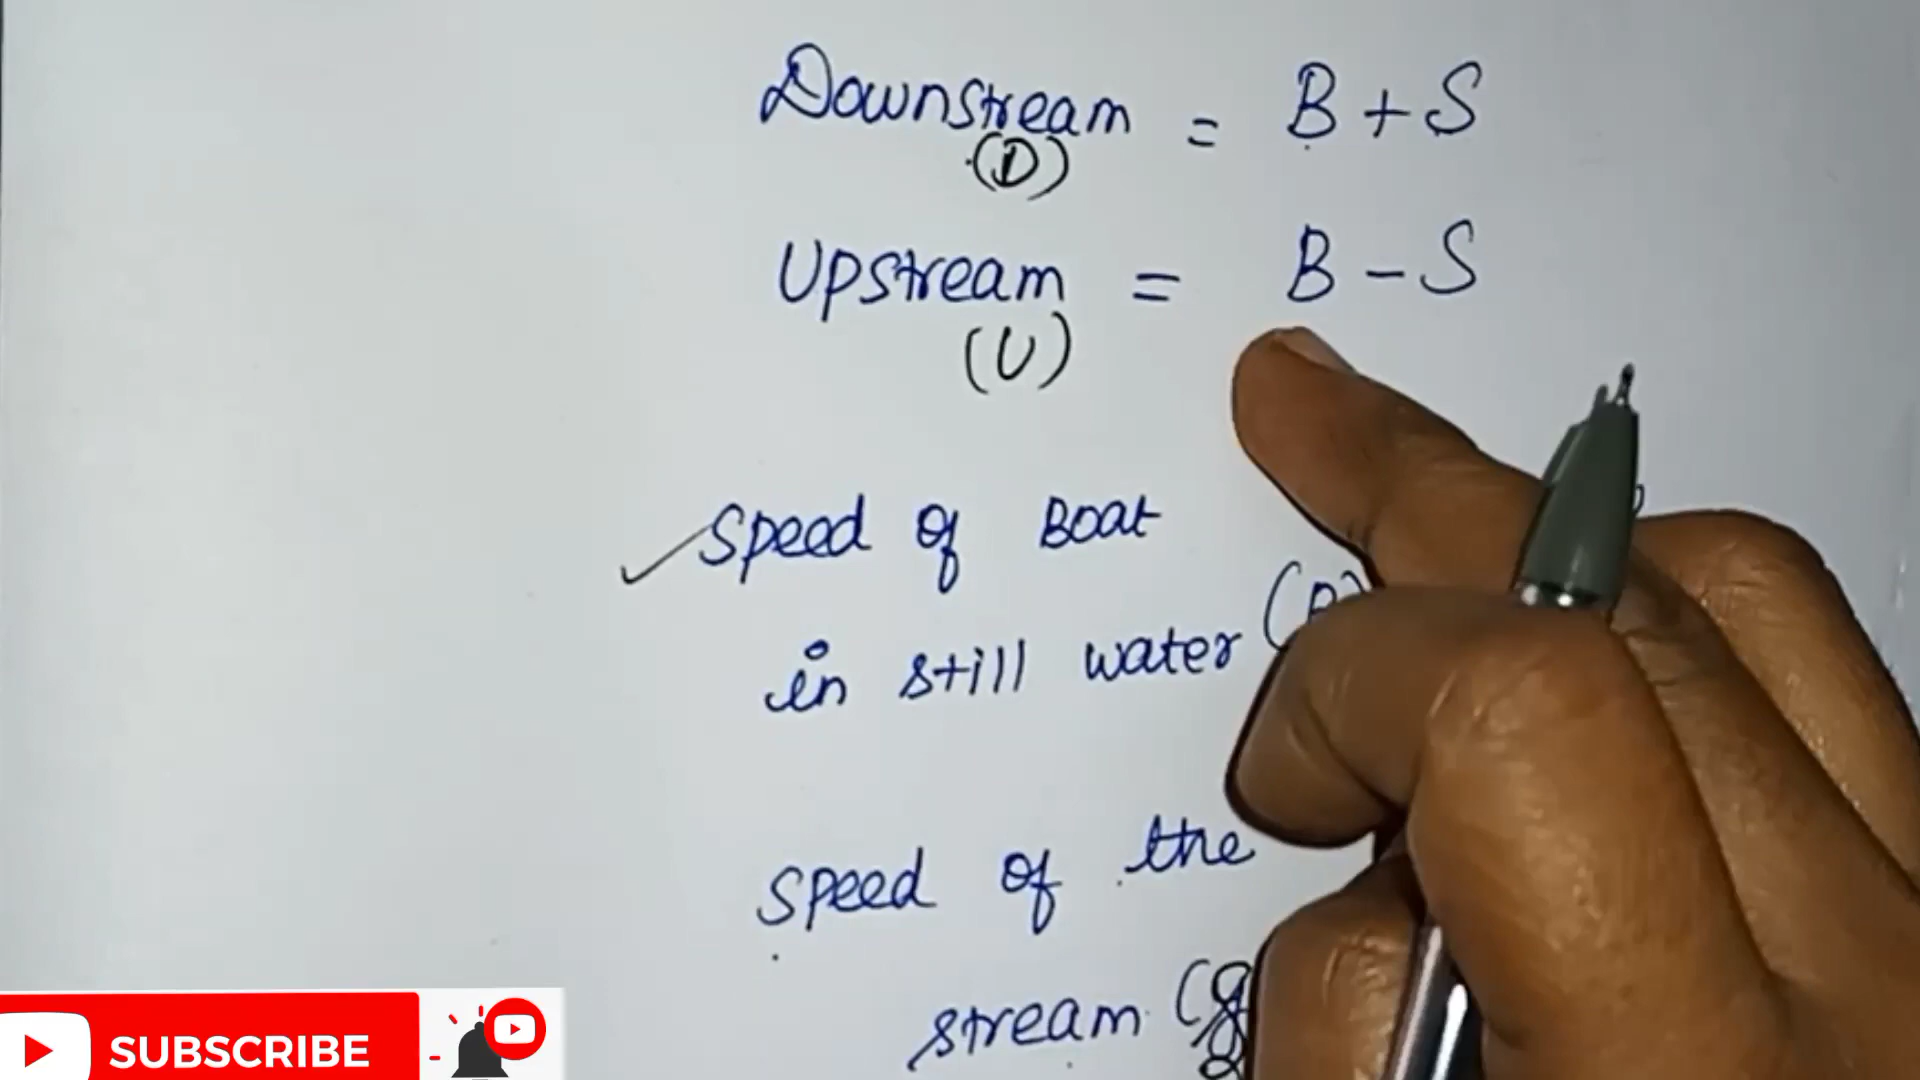 Downstream = B + S
(D)
Upstream = B - S
(U)
Speed of Boat
in still water
speed of the
stream
SUBSCRIBE